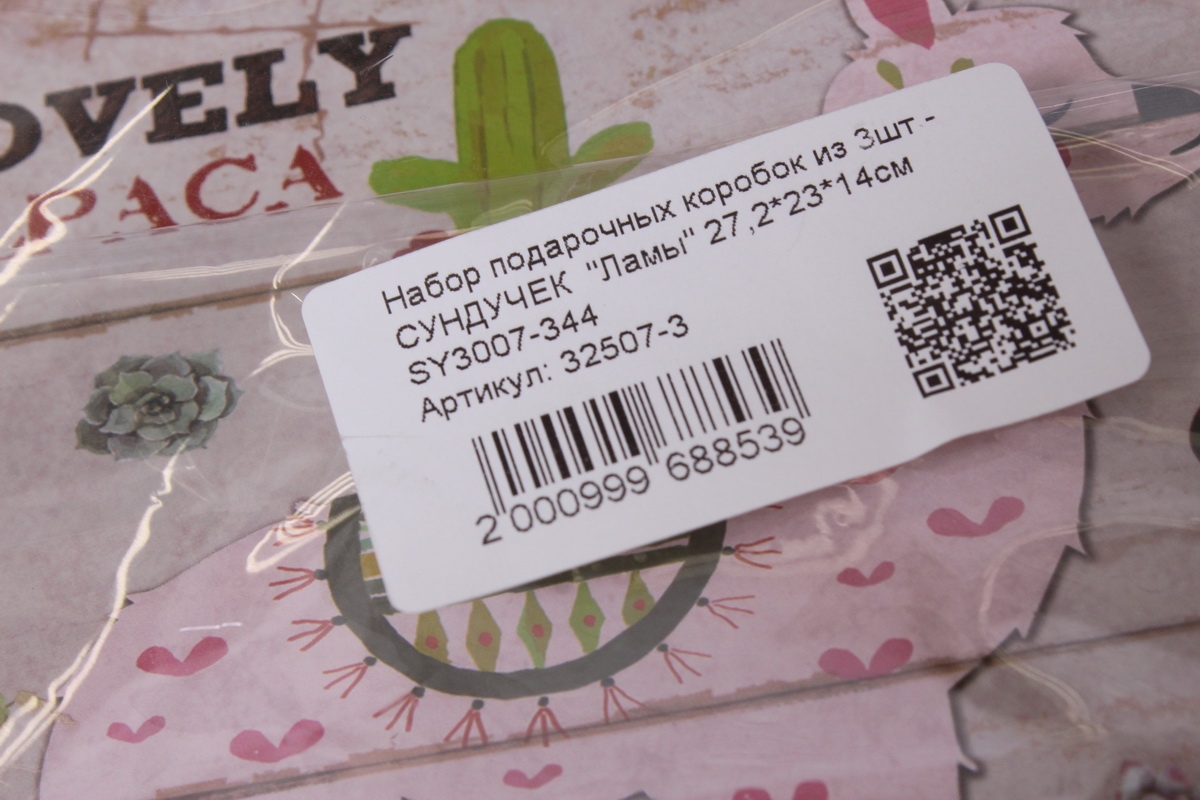 OVELY
PACA
Набор подарочных коробок из 3шт.-
СУНДУЧЕК "Ламы" 27,2*23*14см
SY3007-344
Артикул: 32507-3
2 000999 688539